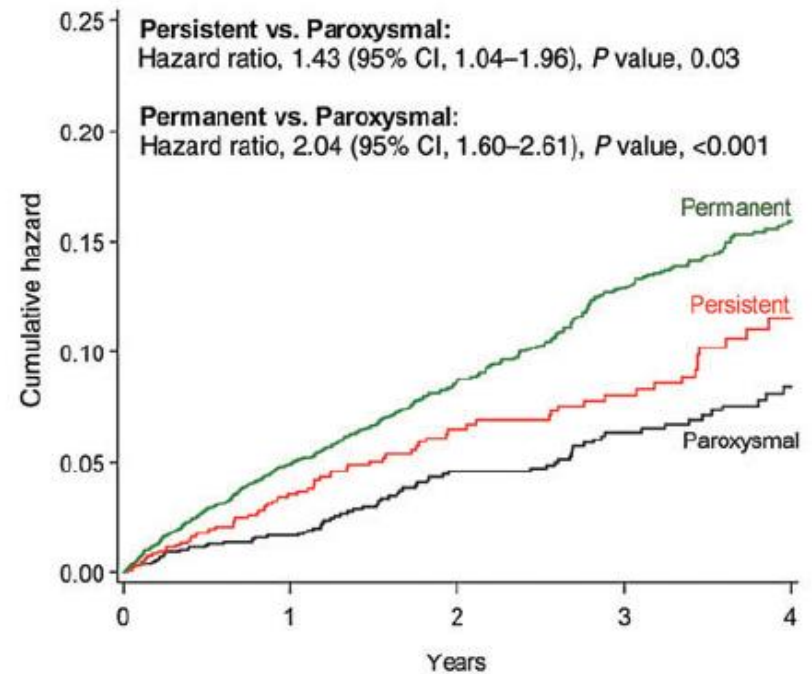 Persistent vs. Paroxysmal:
Hazard ratio, 1.43 (95% CI, 1.04–1.96), P value, 0.03
Permanent vs. Paroxysmal:
Hazard ratio, 2.04 (95% CI, 1.60–2.61), P value, <0.001
0.25
0.20
0.15
0.10
0.05
0.00
Cumulative hazard
Permanent
Persistent
Paroxysmal
0 1 2 3 4
Years